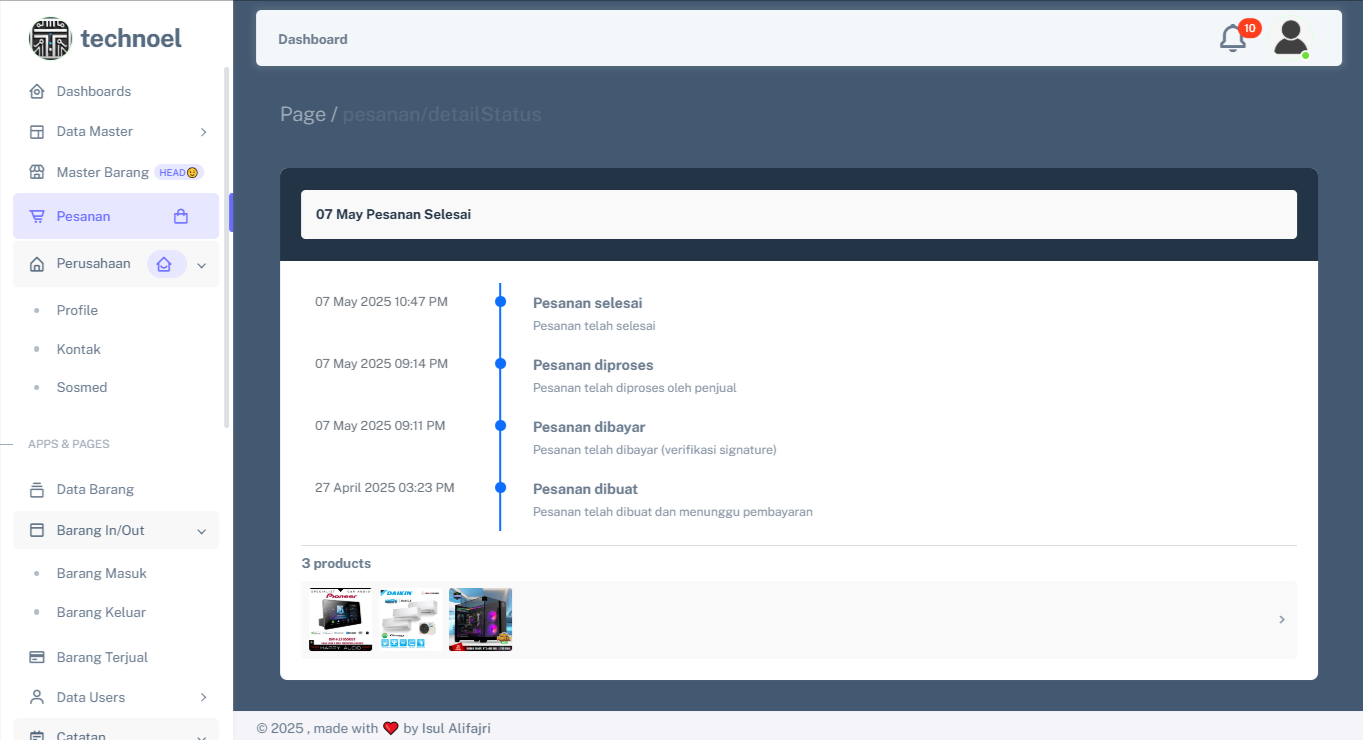 technoel
Dashboards
Data Master
Master Barang HEAD
Pesanan
Perusahaan
Profile
Kontak
Sosmed
APPS & PAGES
Data Barang
Barang In/Out
Barang Masuk
Barang Keluar
Barang Terjual
Data Users
Catatan
Dashboard
10
Page / pesanan/detailStatus
07 May Pesanan Selesai
07 May 2025 10:47 PM
Pesanan selesai
Pesanan telah selesai
07 May 2025 09:14 PM
Pesanan diproses
Pesanan telah diproses oleh penjual
07 May 2025 09:11 PM
Pesanan dibayar
Pesanan telah dibayar (verifikasi signature)
27 April 2025 03:23 PM
Pesanan dibuat
Pesanan telah dibuat dan menunggu pembayaran
3 products
Pioneer
HAPPY AUDIO
DAIKIN
© 2025 , made with ❤️ by Isul Alifajri